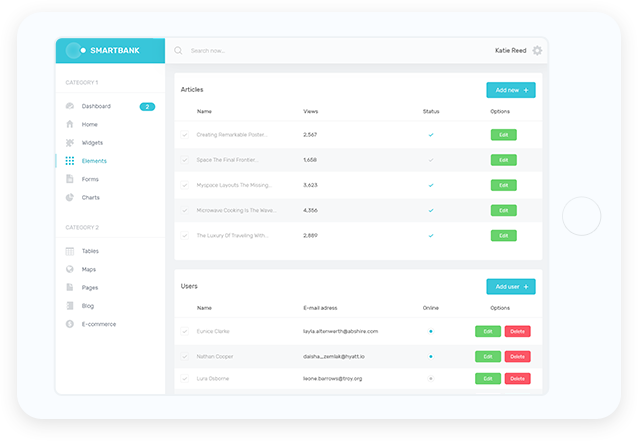 SMARTBANK
Search now...
Katie Reed
CATEGORY 1
Dashboard 2
Home
Widgets
Elements
Forms
Charts
CATEGORY 2
Tables
Maps
Pages
Blog
E-commerce
Articles
Add new +
Name Views Status Options
Creating Remarkable Poster... 2,567 Edit
Space The Final Frontier... 1,658 Edit
Myspace Layouts The Missing... 3,623 Edit
Microwave Cooking Is The Wave... 4,356 Edit
The Luxury Of Traveling With... 2,889 Edit
Users
Add user +
Name E-mail adress Online Options
Eunice Clarke layla.altenwerth@abshire.com Edit Delete
Nathan Cooper daisha_zemlak@hyatt.io Edit Delete
Lura Osborne leone.barrows@troy.org Edit Delete